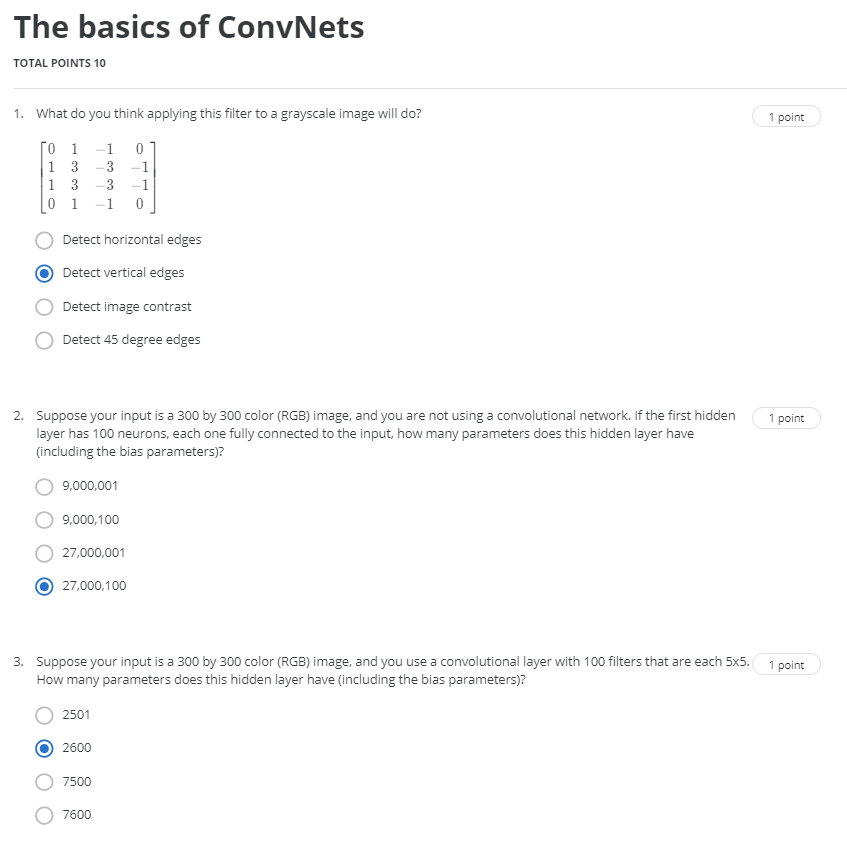 The basics of ConvNets
TOTAL POINTS 10
1. What do you think applying this filter to a grayscale image will do?
1 point
0 1 −1 0
1 3 −3 −1
1 3 −3 −1
0 1 −1 0
Detect horizontal edges
Detect vertical edges
Detect image contrast
Detect 45 degree edges
2. Suppose your input is a 300 by 300 color (RGB) image, and you are not using a convolutional network. If the first hidden
layer has 100 neurons, each one fully connected to the input, how many parameters does this hidden layer have
(including the bias parameters)?
1 point
9,000,001
9,000,100
27,000,001
27,000,100
3. Suppose your input is a 300 by 300 color (RGB) image, and you use a convolutional layer with 100 filters that are each 5x5.
How many parameters does this hidden layer have (including the bias parameters)?
1 point
2501
2600
7500
7600